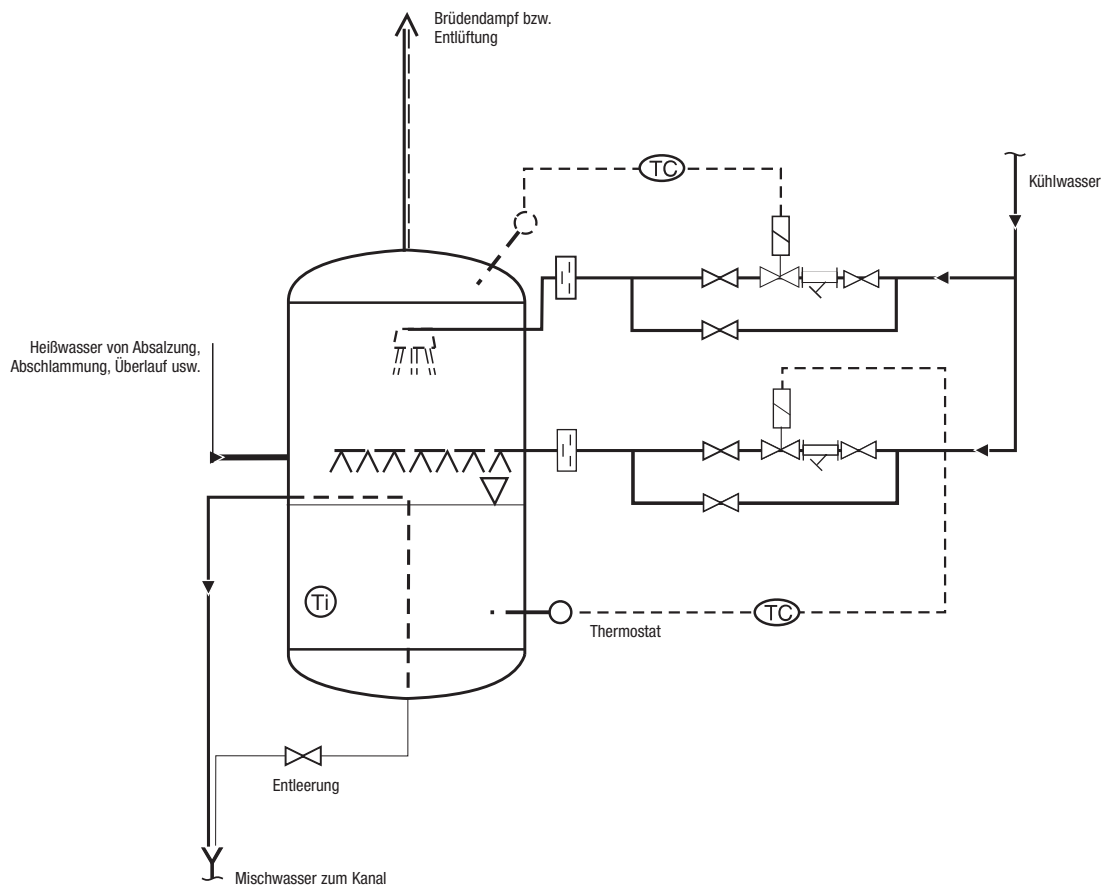 Brüdendampf bzw.
Entlüftung
TC
Kühlwasser
Heißwasser von Absalzung,
Abschlammung, Überlauf usw.
Ti
TC
Thermostat
Entleerung
Mischwasser zum Kanal